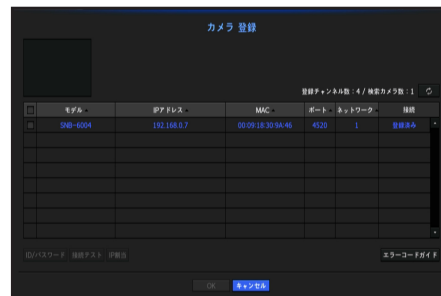 カメラ 登録
登録チャンネル数 : 4 / 検索カメラ数 : 1
モデル IPアドレス MAC ポート ネットワーク 接続
SNB-6004 192.168.0.7 00:09:18:30:9A:46 4520 1 登録済み
ID/パスワード 接続テスト IP割当 エラーコードガイド
OK キャンセル